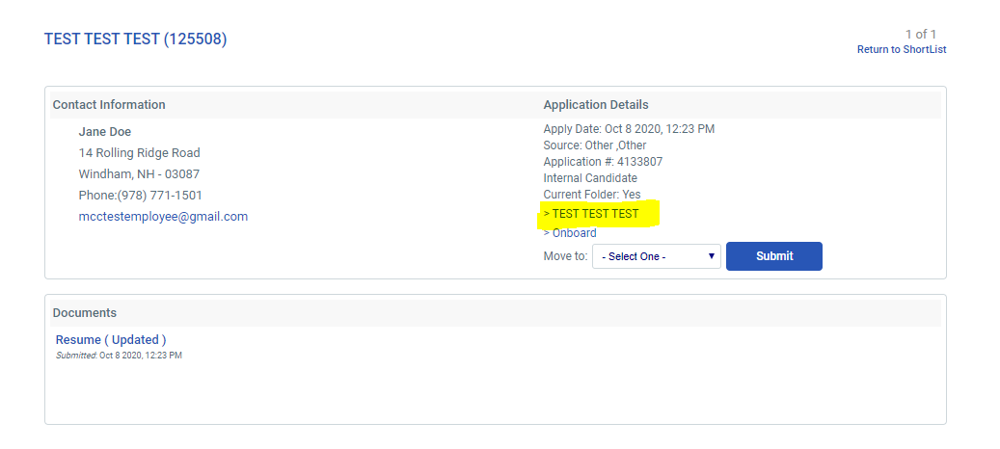 TEST TEST TEST (125508)
1 of 1
Return to ShortList
Contact Information
Jane Doe
14 Rolling Ridge Road
Windham, NH - 03087
Phone:(978) 771-1501
mcctestemployee@gmail.com
Application Details
Apply Date: Oct 8 2020, 12:23 PM
Source: Other ,Other
Application #: 4133807
Internal Candidate
Current Folder: Yes
> TEST TEST TEST
> Onboard
Move to: - Select One - ▼ Submit
Documents
Resume ( Updated )
Submitted: Oct 8 2020, 12:23 PM